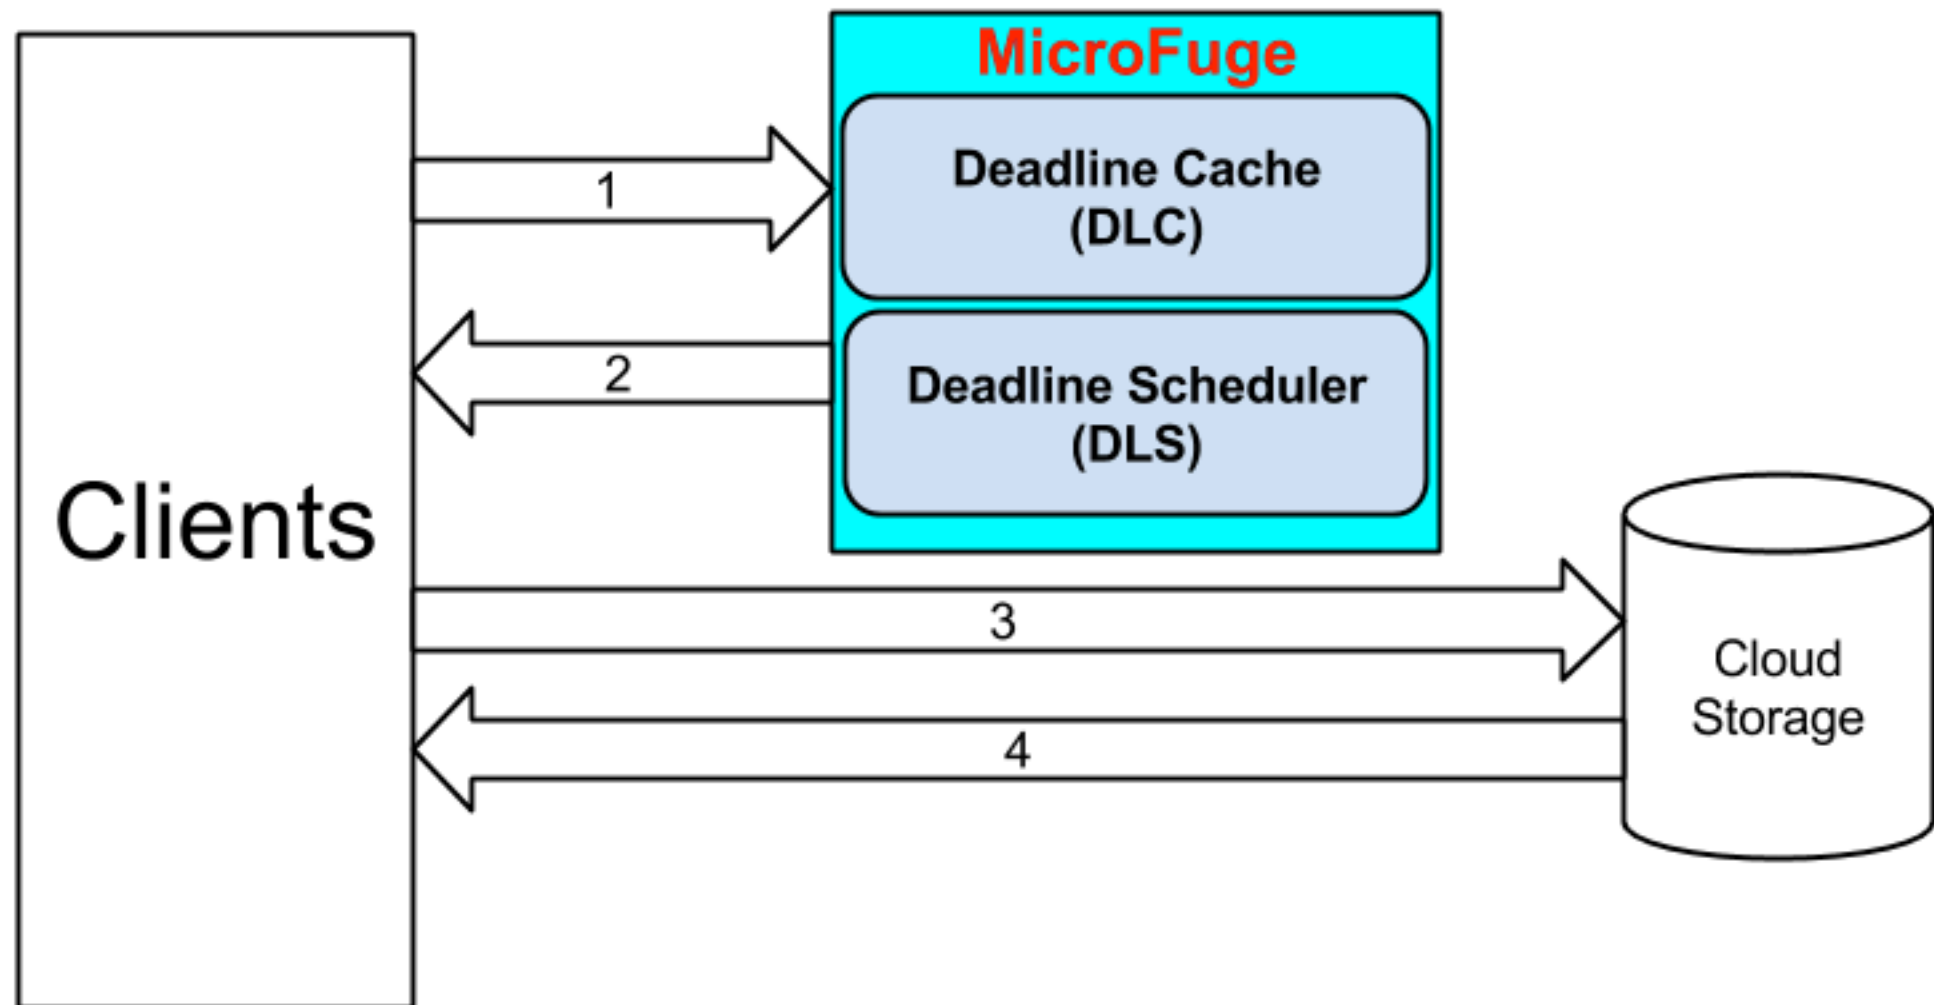 MicroFuge
Deadline Cache
(DLC)
1
2
Deadline Scheduler
(DLS)
Clients
3
Cloud
Storage
4